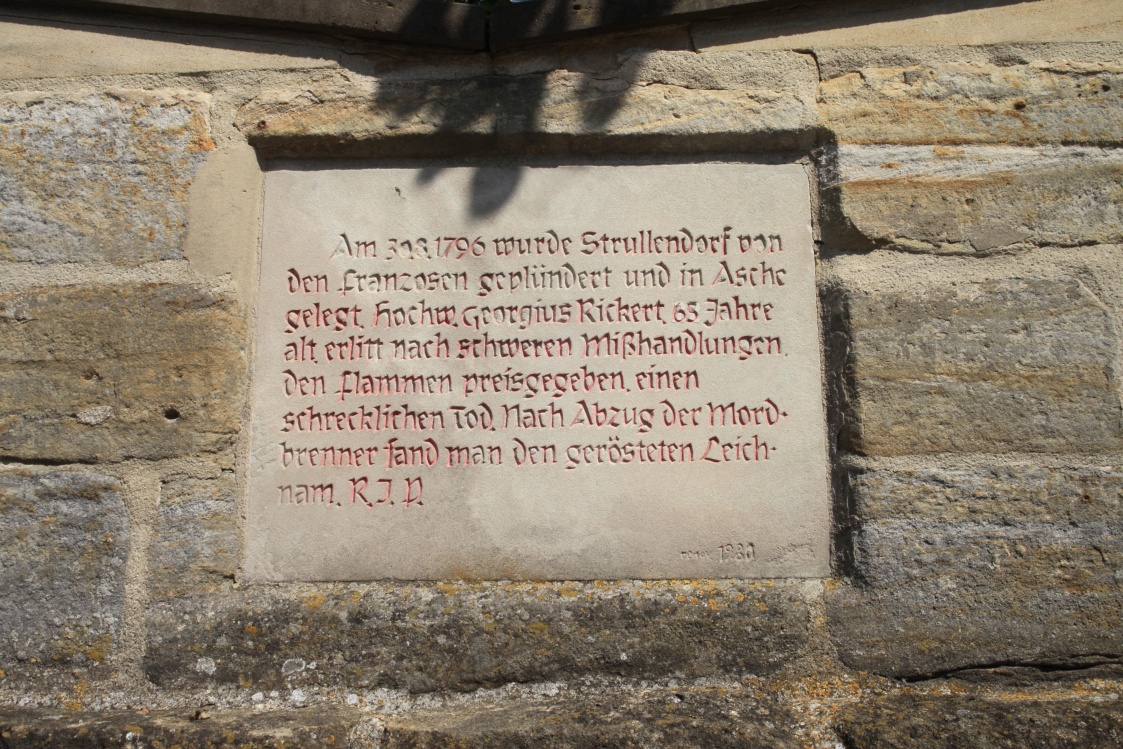 Am 30.8.1796 wurde Strullendorf von
den Franzosen geplündert und in Asche
gelegt. Hochw. Georgius Rickert, 65 Jahre
alt, erlitt nach schweren Mißhandlungen,
den Flammen preisgegeben, einen
schrecklichen Tod. Nach Abzug der Mord-
brenner fand man den gerösteten Leich-
nam. R.I.P.
renov. 1980